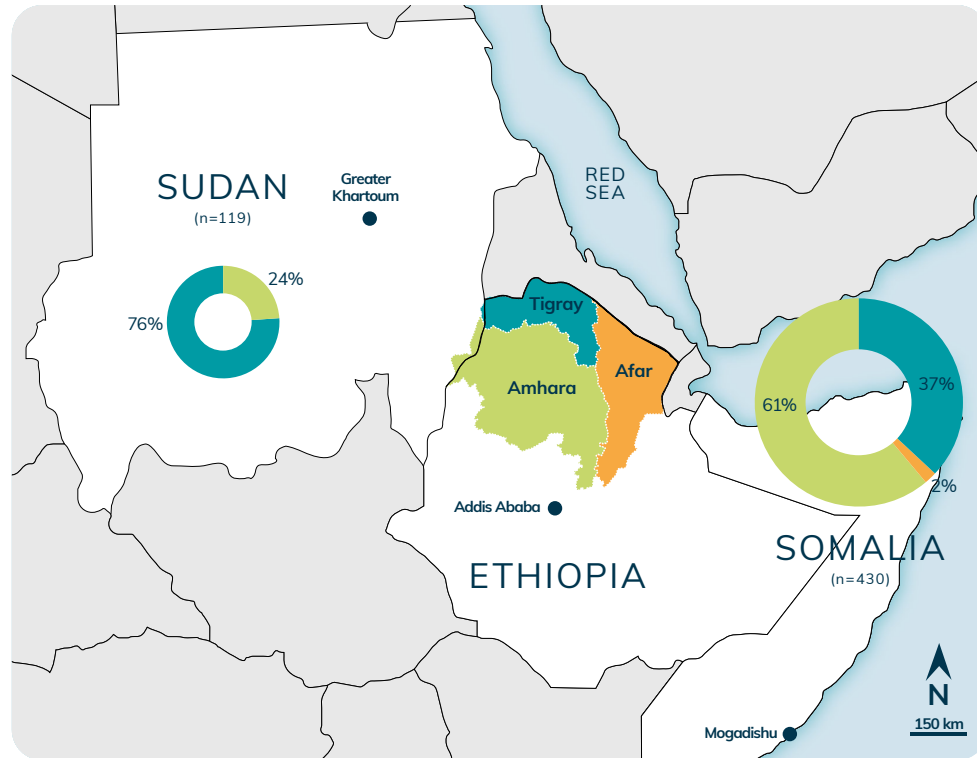 SUDAN
(n=119)
Greater
Khartoum
RED
SEA
24%
76%
Tigray
Afar
Amhara
37%
61%
2%
Addis Ababa
SOMALIA
(n=430)
ETHIOPIA
N
150 km
Mogadishu